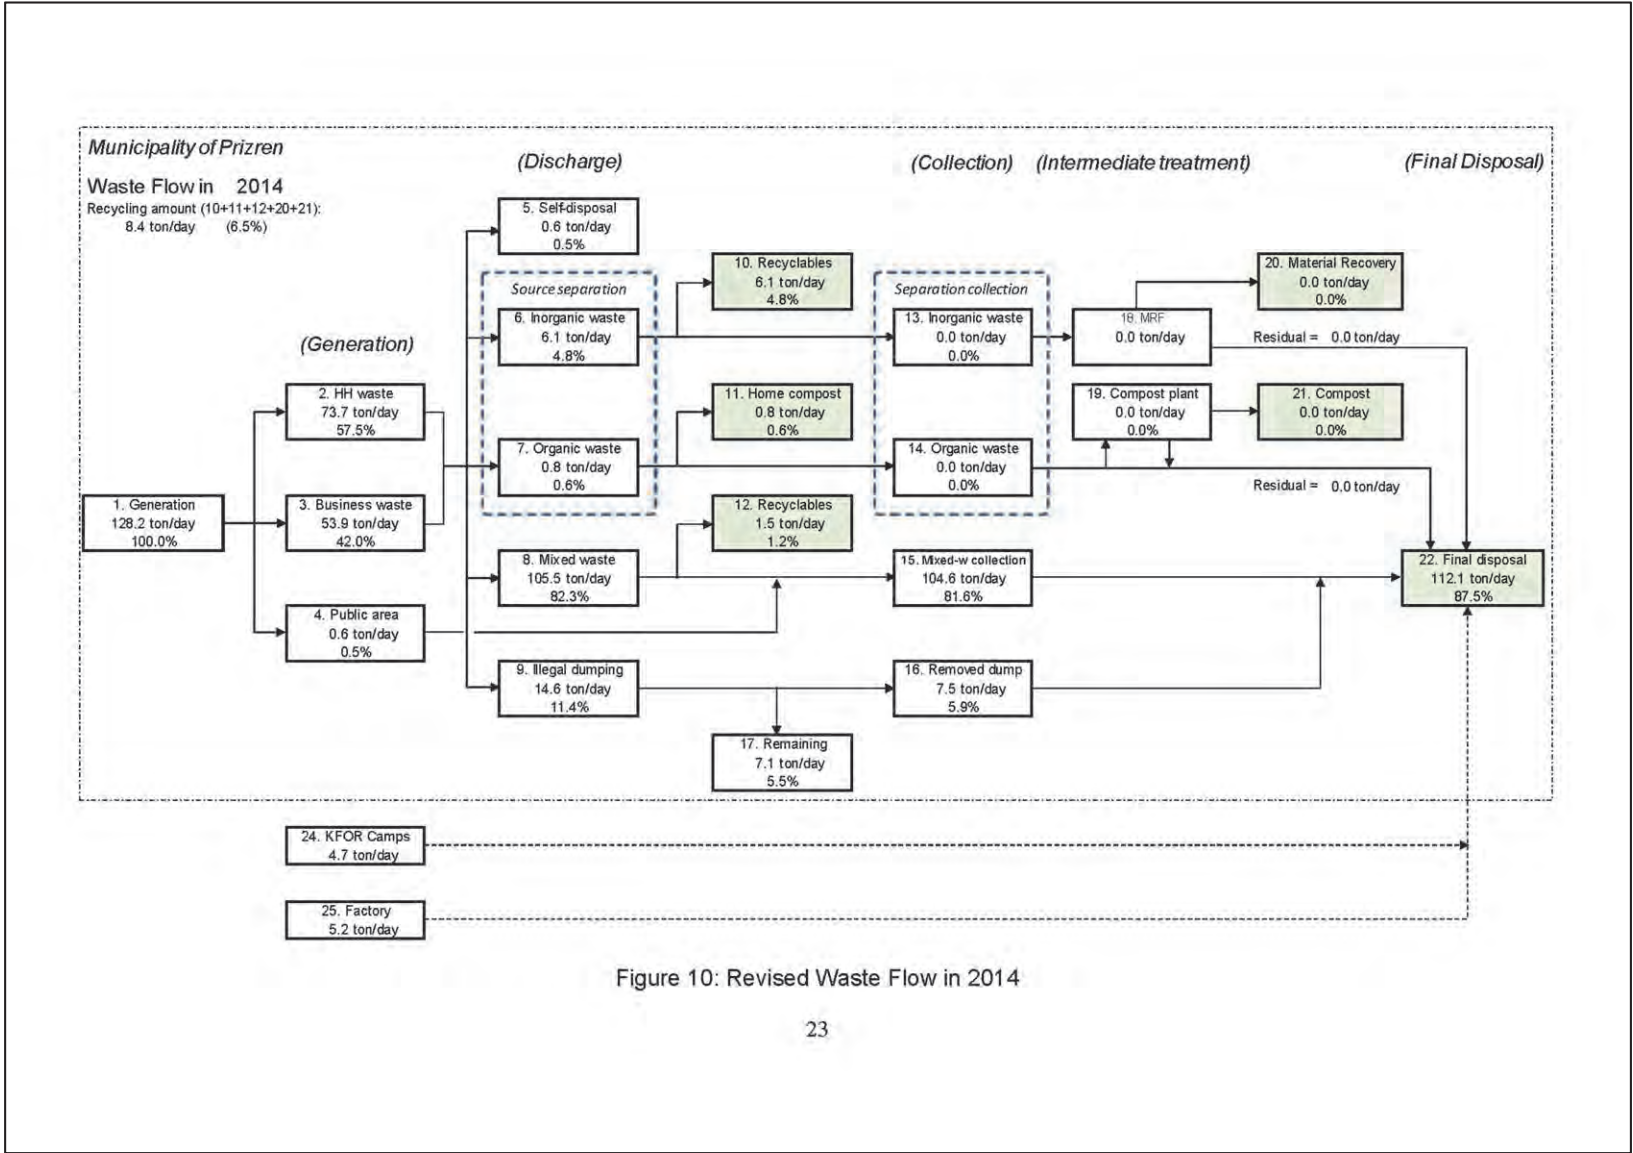 Municipality of Prizren
Waste Flow in 2014
Recycling amount (10+11+12+20+21):
8.4 ton/day (6.5%)
(Discharge)
(Collection)
(Intermediate treatment)
(Final Disposal)
(Generation)
1. Generation
128.2 ton/day
100.0%
2. HH waste
73.7 ton/day
57.5%
3. Business waste
53.9 ton/day
42.0%
4. Public area
0.6 ton/day
0.5%
5. Self-disposal
0.6 ton/day
0.5%
Source separation
6. Inorganic waste
6.1 ton/day
4.8%
7. Organic waste
0.8 ton/day
0.6%
8. Mixed waste
105.5 ton/day
82.3%
9. Illegal dumping
14.6 ton/day
11.4%
10. Recyclables
6.1 ton/day
4.8%
11. Home compost
0.8 ton/day
0.6%
12. Recyclables
1.5 ton/day
1.2%
17. Remaining
7.1 ton/day
5.5%
Separation collection
13. Inorganic waste
0.0 ton/day
0.0%
14. Organic waste
0.0 ton/day
0.0%
15. Mixed-w collection
104.6 ton/day
81.6%
16. Removed dump
7.5 ton/day
5.9%
18. MRF
0.0 ton/day
19. Compost plant
0.0 ton/day
0.0%
20. Material Recovery
0.0 ton/day
0.0%
Residual = 0.0 ton/day
21. Compost
0.0 ton/day
0.0%
Residual = 0.0 ton/day
22. Final disposal
112.1 ton/day
87.5%
24. KFOR Camps
4.7 ton/day
25. Factory
5.2 ton/day
Figure 10: Revised Waste Flow in 2014
23